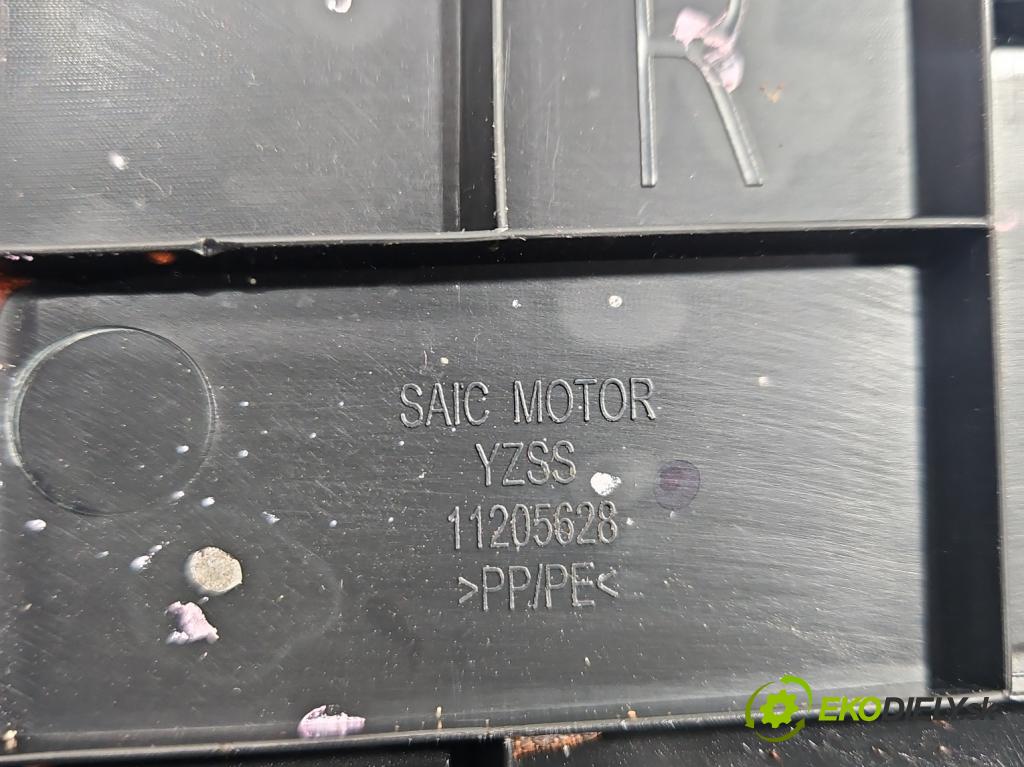 R
SAIC MOTOR
YZSS
11205628
>PP/PE<
EKODIELY.sk